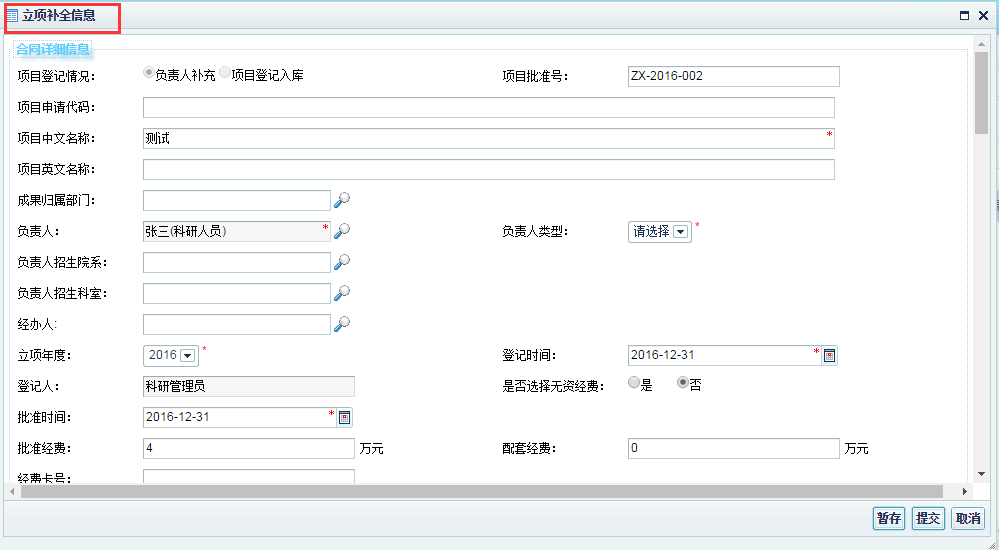 立项补全信息
合同详细信息
项目登记情况： 负责人补充 项目登记入库 项目批准号： ZX-2016-002
项目申请代码：
项目中文名称： 测试 *
项目英文名称：
成果归属部门：
负责人： 张三(科研人员) * 负责人类型： 请选择 *
负责人招生院系：
负责人招生科室：
经办人:
立项年度： 2016 * 登记时间： 2016-12-31 *
登记人： 科研管理员 是否选择无资经费： 是 否
批准时间： 2016-12-31 *
批准经费： 4 万元 配套经费： 0 万元
经费卡号：
暂存 提交 取消